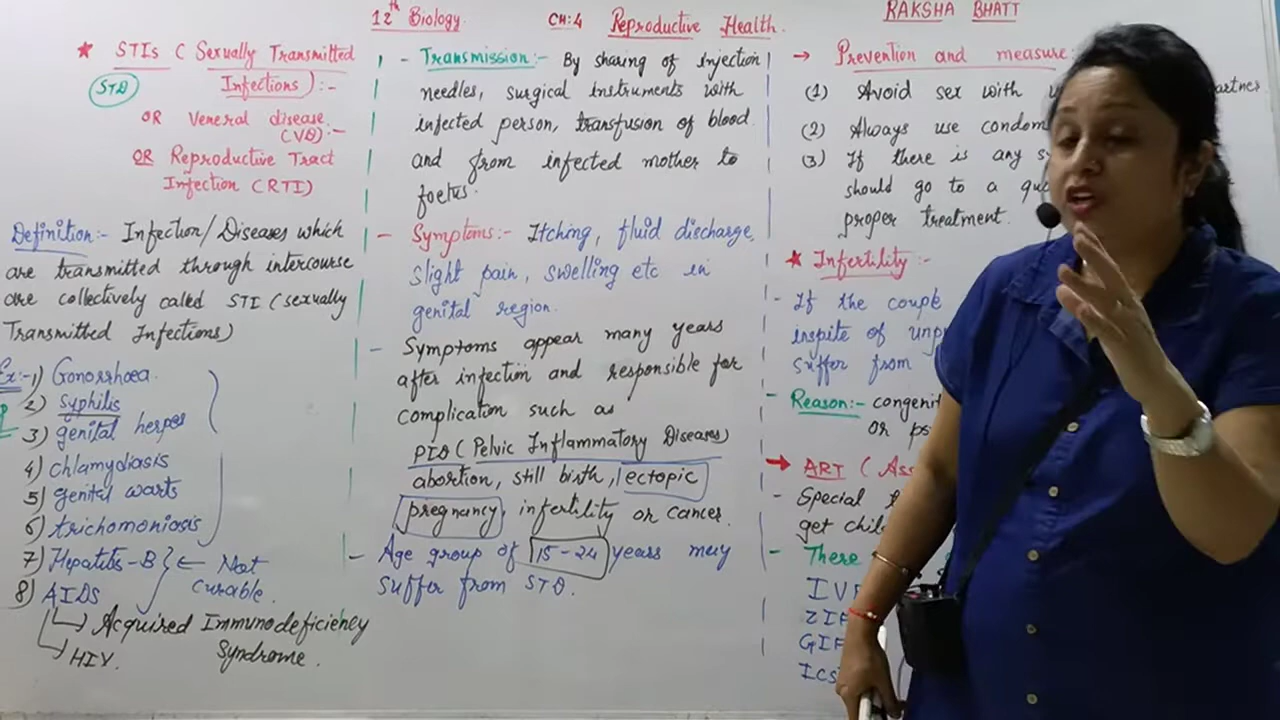 12th Biology. CH:4 Reproductive Health.
RAKSHA BHATT
★ STIs ( Sexually Transmitted
STD Infections):-
OR Veneral disease.
(VD):-
OR Reproductive Tract
Infection (RTI)
Definition:- Infection/Diseases which
are transmitted through intercourse
are collectively called STI (sexually
Transmitted Infections)
Ex:-1) Gonorrhoea.
2) Syphilis
3) genital herpes
4) chlamydiasis
5) genital warts
6) trichomoniosis
7) Hepatitis-B } ← Not
8) AIDS curable.
→ Acquired Immunodeficiency
→ HIV. Syndrome.
- Transmission:- By sharing of injection
needles, surgical instruments with
infected person, transfusion of blood.
and from infected mother to
foetus.
- Symptoms:- Itching, fluid discharge,
slight pain, swelling etc in
genital region.
- Symptoms appear many years
after infection and responsible for
complication such as
PID (Pelvic Inflammatory Diseases)
abortion, still birth, ectopic
pregnancy, infertility or cancer.
- Age group of 15-24 years may
suffer from STD.
→ Prevention and measure:
(1) Avoid sex with
(2) Always use condom
(3) If there is any
should go to a
proper treatment.
★ Infertility:-
- If the couple
inspite of
suffer from
- Reason:- congenit
or
→ ART (Ass
- Special
get chil
- There
IVF
ZIF
GIF
ICS